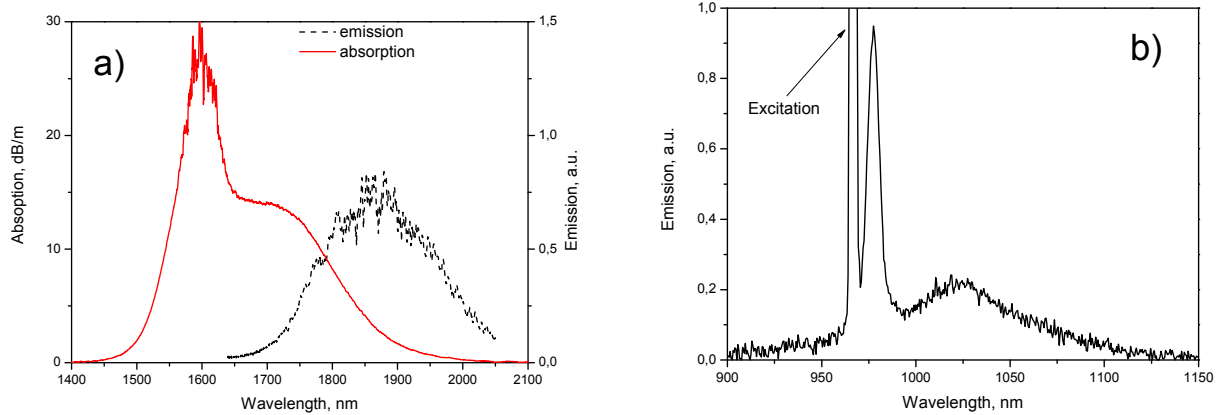 a)
emission
absorption
30
20
10
0
1,5
1,0
0,5
0,0
Absoption, dB/m
Emission, a.u.
1400 1500 1600 1700 1800 1900 2000 2100
Wavelength, nm
b)
Excitation
1,0
0,8
0,6
0,4
0,2
0,0
Emission, a.u.
900 950 1000 1050 1100 1150
Wavelength, nm